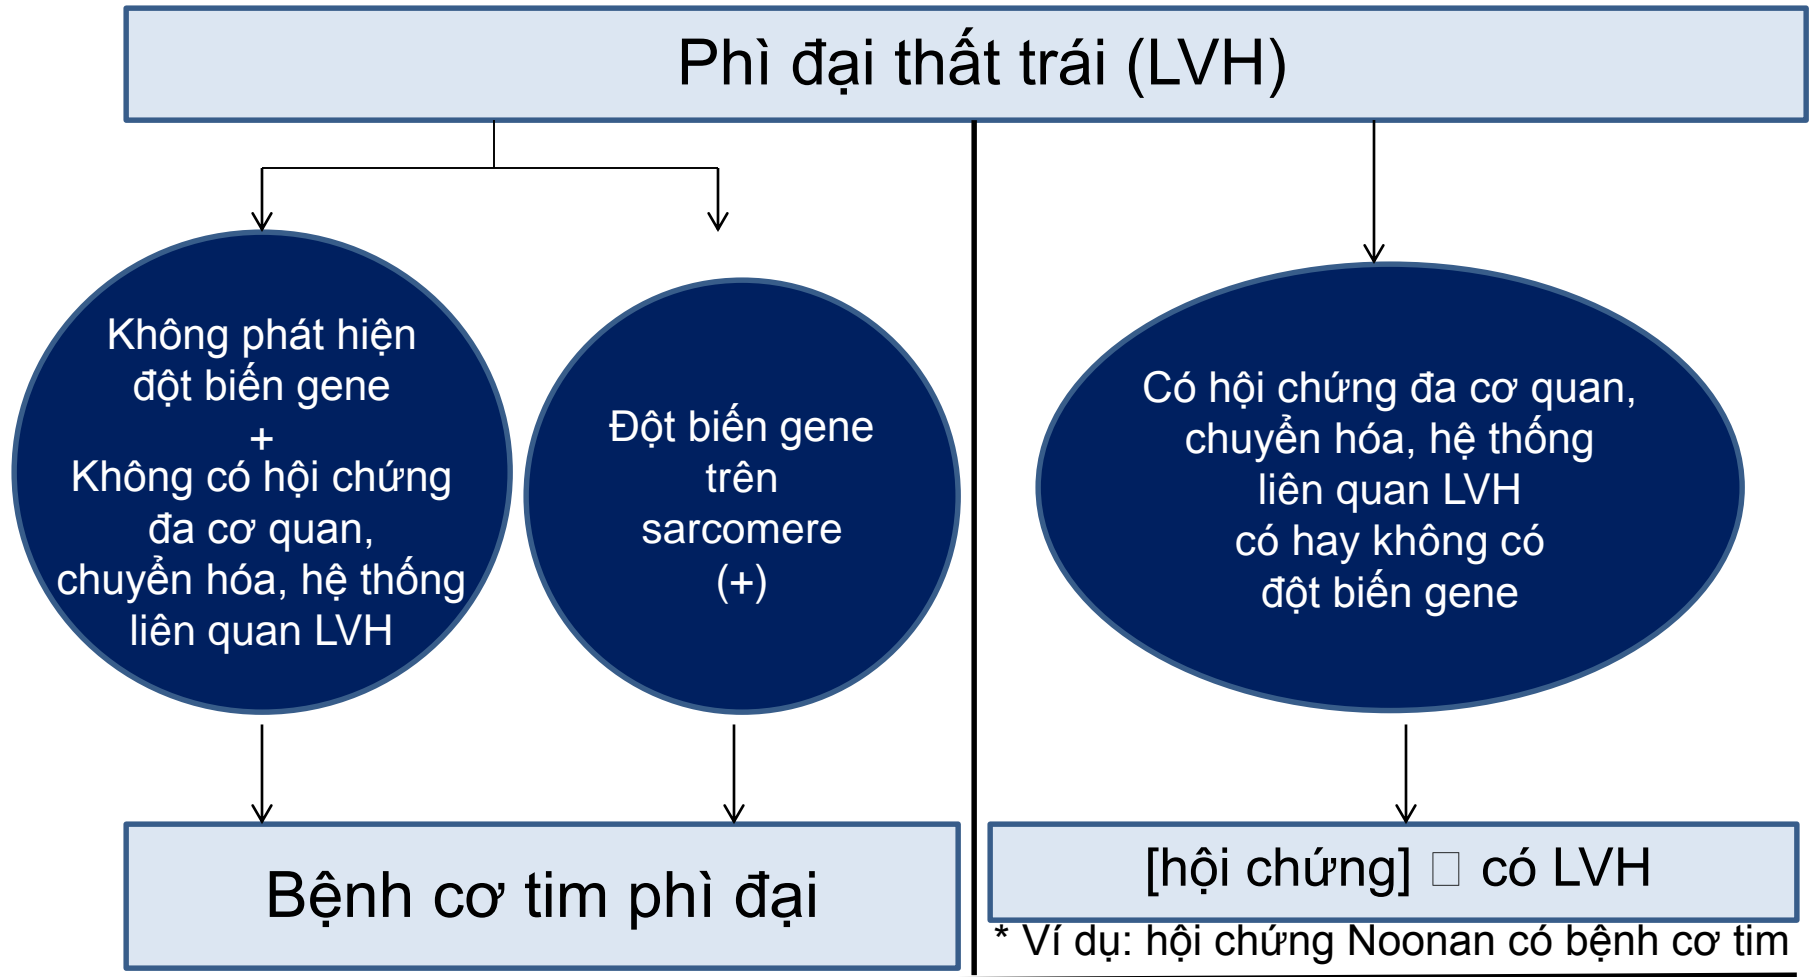 Phì đại thất trái (LVH)
Không phát hiện
đột biến gene
+
Không có hội chứng
đa cơ quan,
chuyển hóa, hệ thống
liên quan LVH
Đột biến gene
trên
sarcomere
(+)
Có hội chứng đa cơ quan,
chuyển hóa, hệ thống
liên quan LVH
có hay không có
đột biến gene
Bệnh cơ tim phì đại
[hội chứng] □ có LVH
* Ví dụ: hội chứng Noonan có bệnh cơ tim